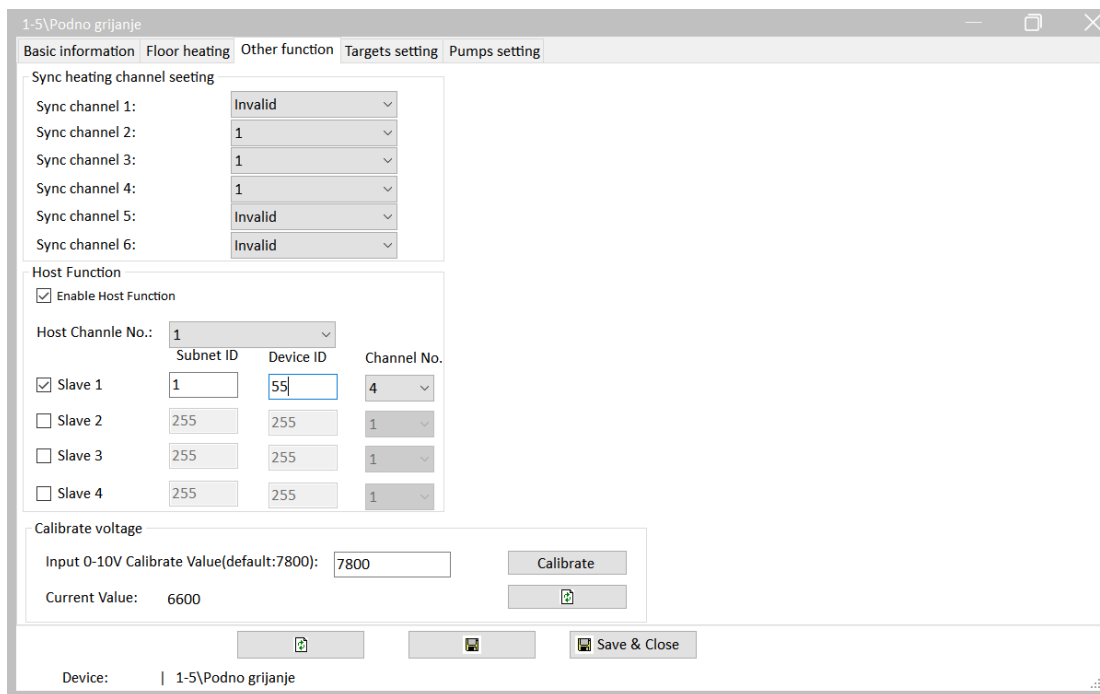 1-5\Podno grijanje
Basic information Floor heating Other function Targets setting Pumps setting
Sync heating channel seeting
Sync channel 1: Invalid
Sync channel 2: 1
Sync channel 3: 1
Sync channel 4: 1
Sync channel 5: Invalid
Sync channel 6: Invalid
Host Function
Enable Host Function
Host Channle No.: 1
Subnet ID Device ID Channel No.
Slave 1 1 55 4
Slave 2 255 255 1
Slave 3 255 255 1
Slave 4 255 255 1
Calibrate voltage
Input 0-10V Calibrate Value(default:7800): 7800 Calibrate
Current Value: 6600
Save & Close
Device: | 1-5\Podno grijanje